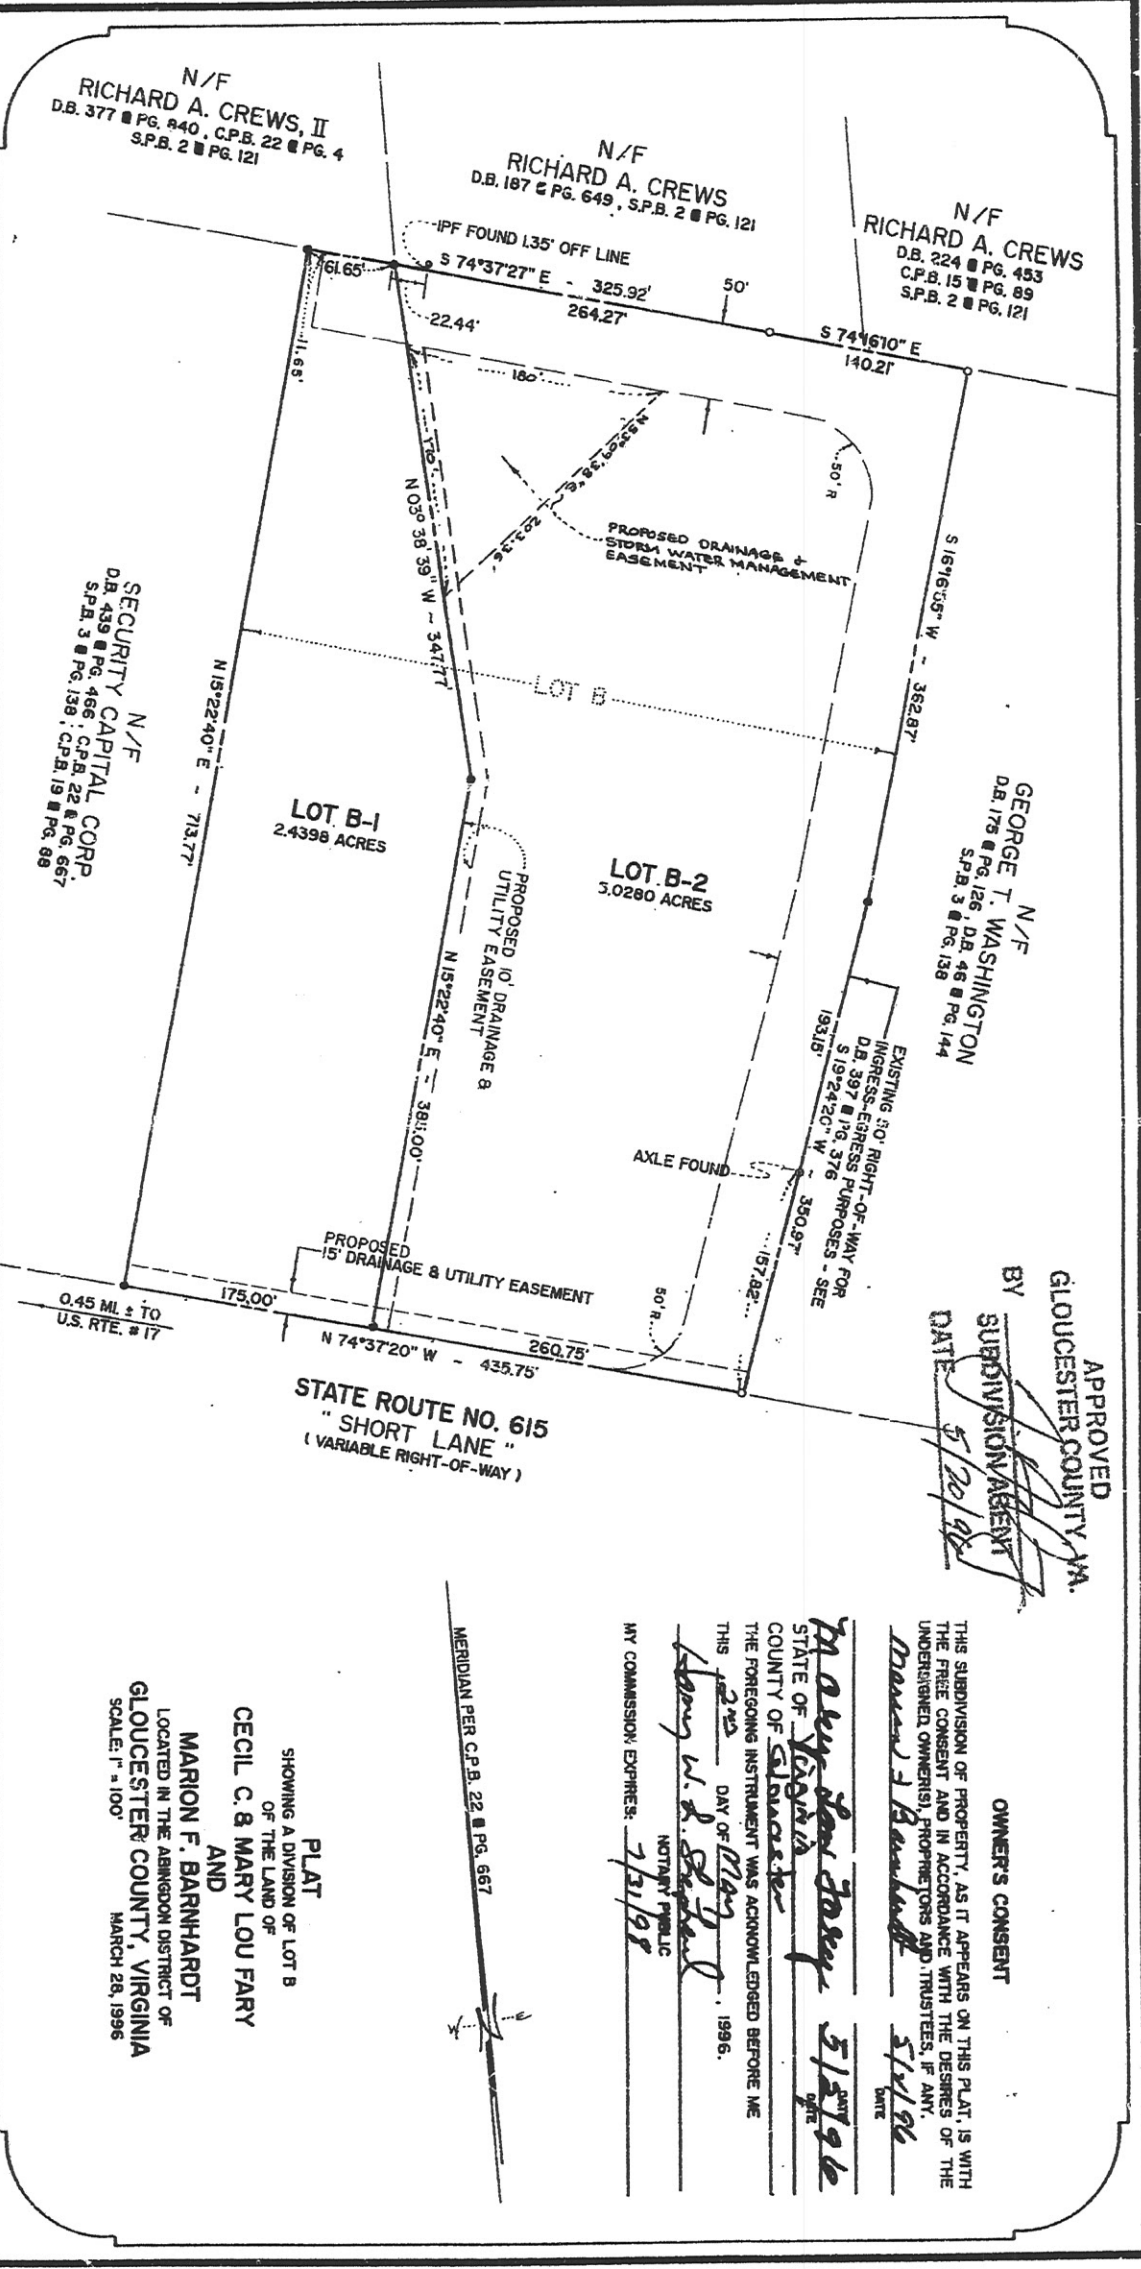 N/F
RICHARD A. CREWS, II
D.B. 377 @ PG. 840, C.P.B. 22 @ PG. 4
S.P.B. 2 @ PG. 121
N/F
RICHARD A. CREWS
D.B. 187 @ PG. 649, S.P.B. 2 @ PG. 121
N/F
RICHARD A. CREWS
D.B. 224 @ PG. 453
C.P.B. 15 @ PG. 89
S.P.B. 2 @ PG. 121
IPF FOUND 1.35' OFF LINE
S 74°37'27" E - 325.92'
61.65'
264.27'
50'
22.44'
S 74°16'10" E
140.21'
11.65'
180'
170'
N 53°09'38" E
203.36'
50' R
PROPOSED DRAINAGE &
STORM WATER MANAGEMENT
EASEMENT
N 03° 38' 39" W ~ 347.77'
S 16°16'05" W - 362.87'
LOT B
N/F
SECURITY CAPITAL CORP
D.B. 439 @ PG. 466 ; C.P.B. 22 @ PG. 667
S.P.B. 3 @ PG. 138 ; C.P.B. 19 @ PG. 88
N 15°22'40" E - 713.77'
LOT B-1
2.4398 ACRES
LOT B-2
3.0280 ACRES
N/F
GEORGE T. WASHINGTON
D.B. 175 @ PG. 126 ; D.B. 46 @ PG. 144
S.P.B. 3 @ PG. 138
PROPOSED 10' DRAINAGE &
UTILITY EASEMENT
N 15°22'40" E -
EXISTING 30' RIGHT-OF-WAY FOR
INGRESS-EGRESS PURPOSES - SEE
D.B. 397 @ PG. 376
S 19°24'20" W - 350.97'
193.15'
AXLE FOUND
157.82'
PROPOSED
15' DRAINAGE & UTILITY EASEMENT
50' R.
175.00'
260.75'
N 74°37'20" W - 435.75'
0.45 MI. ± TO
U.S. RTE. # 17
STATE ROUTE NO. 615
" SHORT LANE "
( VARIABLE RIGHT-OF-WAY )
APPROVED
GLOUCESTER COUNTY, VA.
BY
SUBDIVISION AGENT
DATE 5/20/96
OWNER'S CONSENT
THIS SUBDIVISION OF PROPERTY, AS IT APPEARS ON THIS PLAT, IS WITH
THE FREE CONSENT AND IN ACCORDANCE WITH THE DESIRES OF THE
UNDERSIGNED OWNER(S), PROPRIETORS AND TRUSTEES, IF ANY.
Marion F Barnhardt 5/2/96
DATE
Mary Lou Fary 5/2/96
DATE
DATE
STATE OF Virginia
COUNTY OF Gloucester
THE FOREGOING INSTRUMENT WAS ACKNOWLEDGED BEFORE ME
THIS 2nd DAY OF May, 1996.
NOTARY PUBLIC
MY COMMISSION EXPIRES: 7/31/98
MERIDIAN PER C.P.B. 22 @ PG. 667
W
E
PLAT
SHOWING A DIVISION OF LOT B
OF THE LAND OF
CECIL C. & MARY LOU FARY
AND
MARION F. BARNHARDT
LOCATED IN THE ABINGDON DISTRICT OF
GLOUCESTER COUNTY, VIRGINIA
SCALE: 1" = 100' MARCH 28, 1996